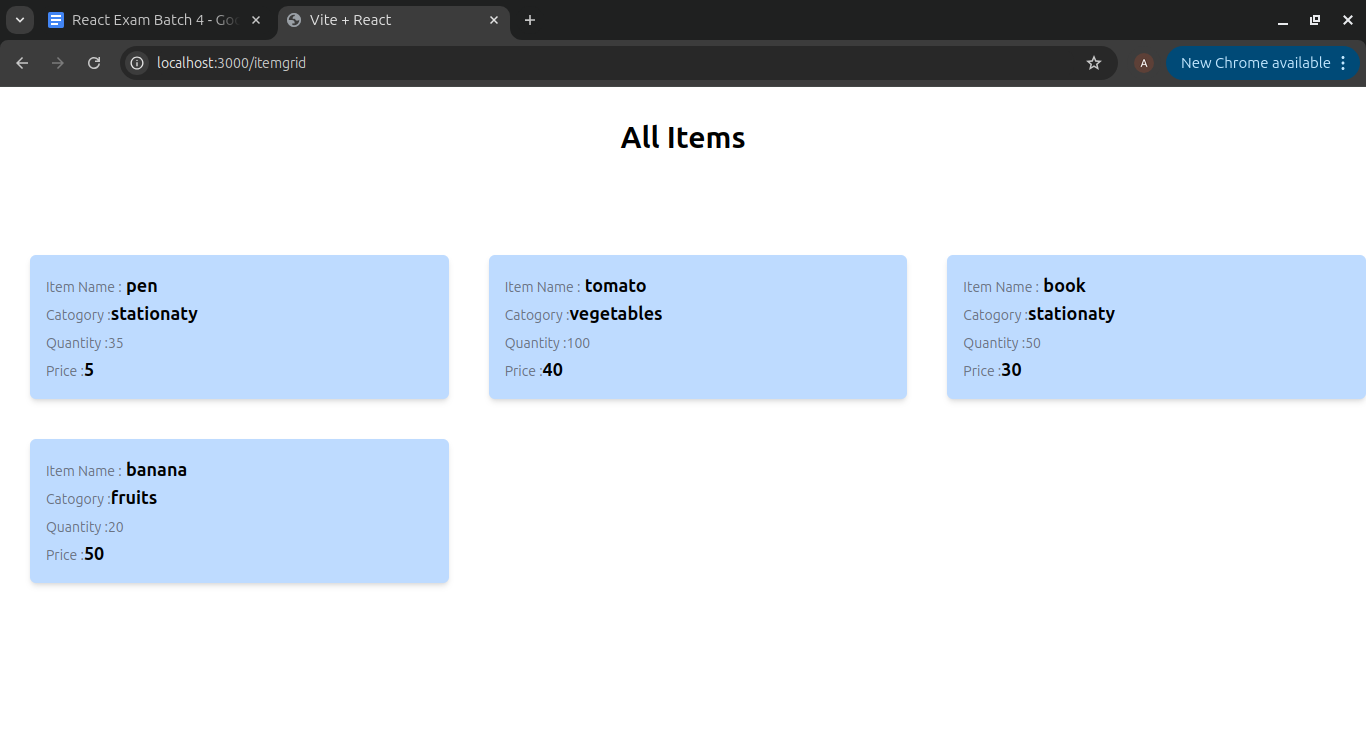 React Exam Batch 4 - Goo
Vite + React
localhost:3000/itemgrid
A
New Chrome available
All Items
Item Name : pen
Catogory :stationaty
Quantity :35
Price :5
Item Name : tomato
Catogory :vegetables
Quantity :100
Price :40
Item Name : book
Catogory :stationaty
Quantity :50
Price :30
Item Name : banana
Catogory :fruits
Quantity :20
Price :50